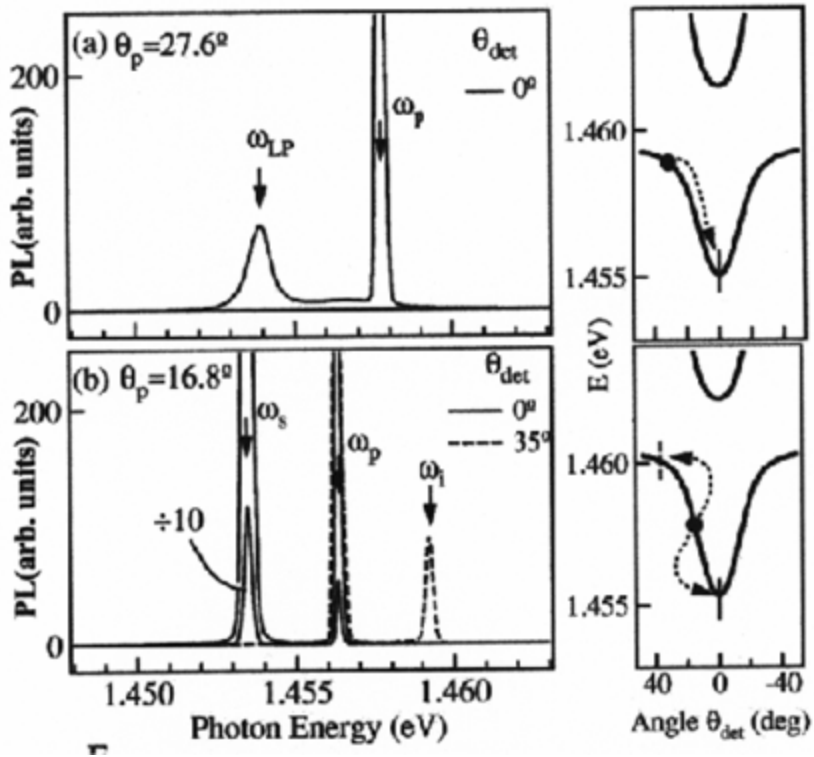 (a) θp=27.6º
θdet
0º
ωLP
ωp
200
0
PL(arb. units)
1.460
1.455
E (eV)
(b) θp=16.8º
θdet
0º
35º
ωs
ωp
ωi
÷10
200
0
PL(arb. units)
1.460
1.455
1.450 1.455 1.460
Photon Energy (eV)
40 0 -40
Angle θdet (deg)